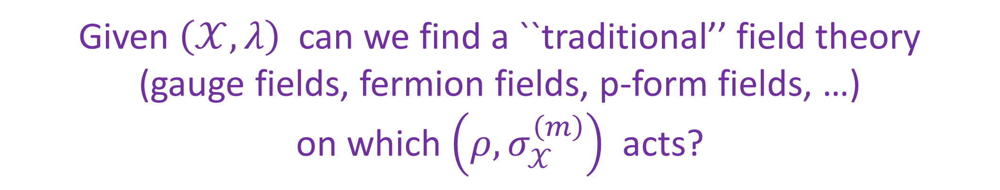 Given (𝒳, λ) can we find a ``traditional’’ field theory
(gauge fields, fermion fields, p-form fields, ...)
on which (ρ, σ_𝒳^(m)) acts?